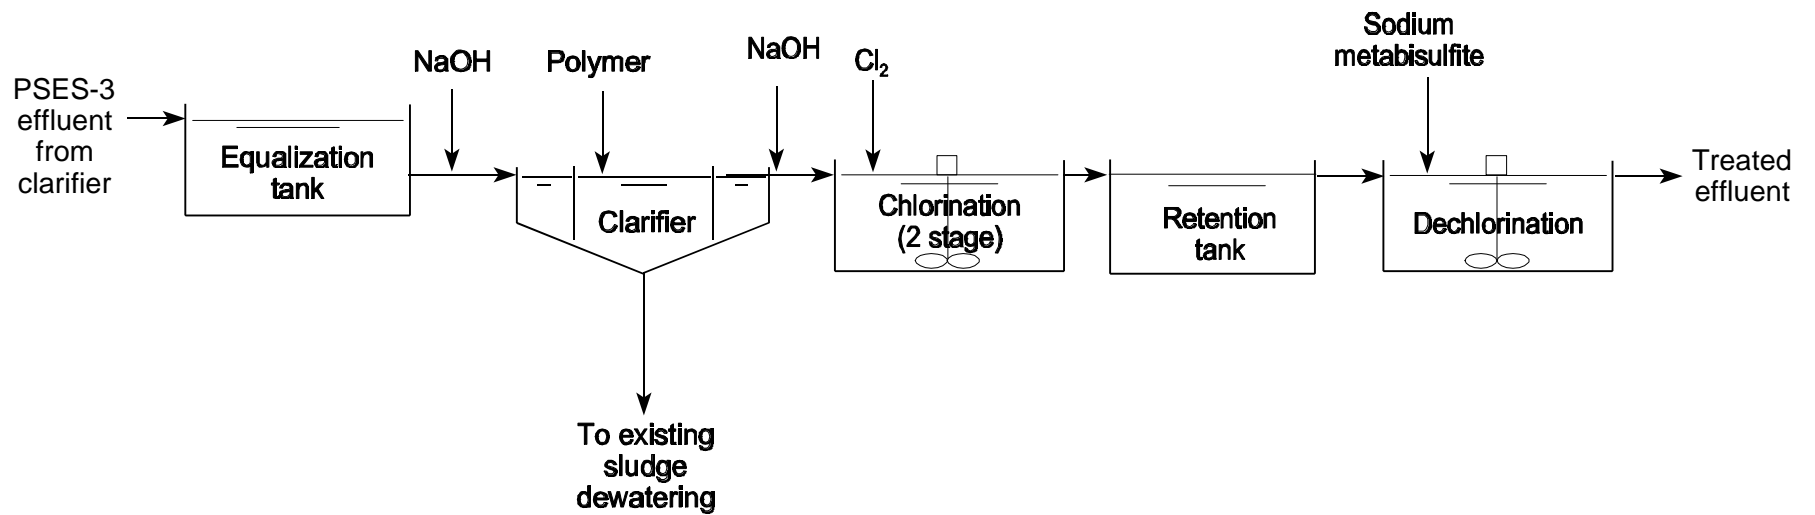 PSES-3
effluent
from
clarifier
Equalization
tank
NaOH
Polymer
Clarifier
To existing
sludge
dewatering
NaOH
Cl₂
Chlorination
(2 stage)
Retention
tank
Sodium
metabisulfite
Dechlorination
Treated
effluent